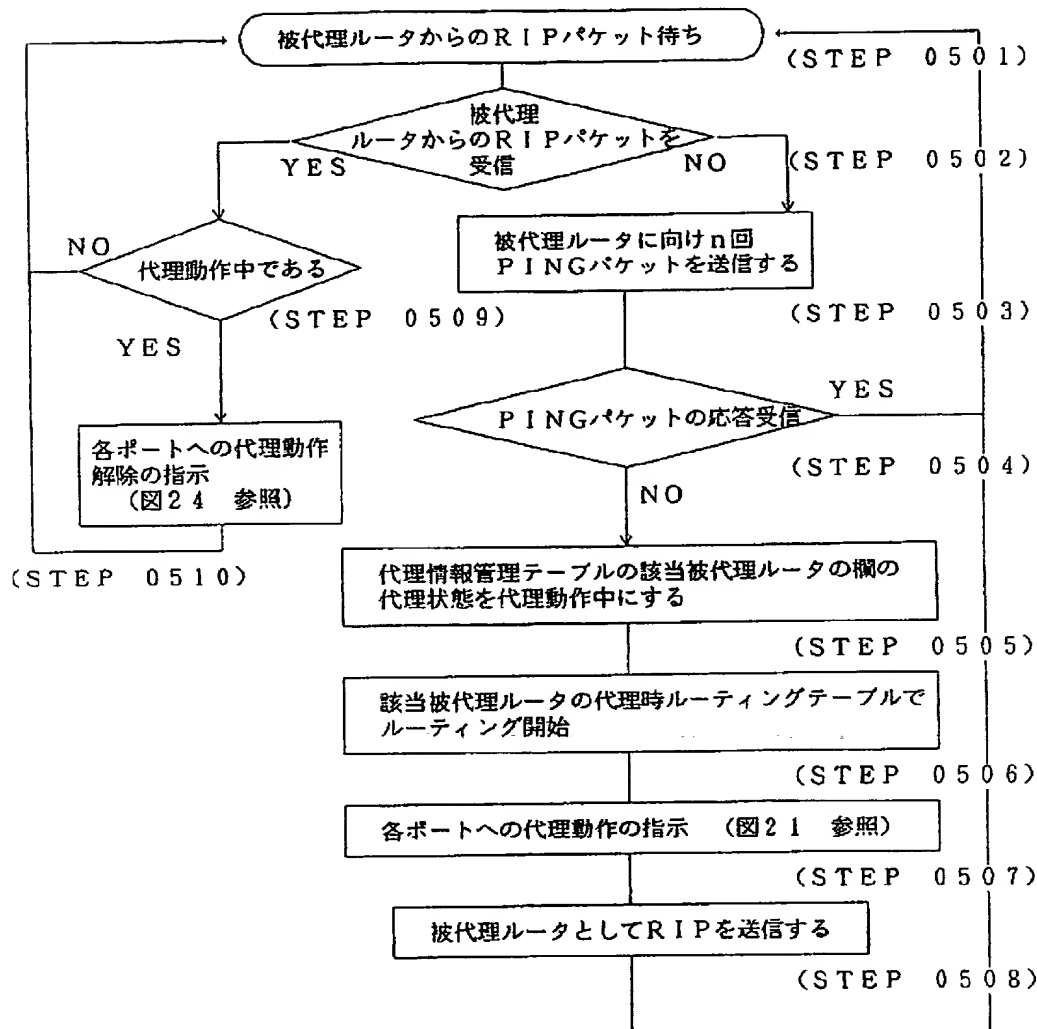 被代理ルータからのRIPパケット待ち
(STEP 0501)
被代理
ルータからのRIPパケットを
受信
YES
NO
(STEP 0502)
NO
代理動作中である
(STEP 0509)
YES
被代理ルータに向けn回
PINGパケットを送信する
(STEP 0503)
YES
PINGパケットの応答受信
(STEP 0504)
NO
各ポートへの代理動作
解除の指示
(図24 参照)
(STEP 0510)
代理情報管理テーブルの該当被代理ルータの欄の
代理状態を代理動作中にする
(STEP 0505)
該当被代理ルータの代理時ルーティングテーブルで
ルーティング開始
(STEP 0506)
各ポートへの代理動作の指示 (図21 参照)
(STEP 0507)
被代理ルータとしてRIPを送信する
(STEP 0508)